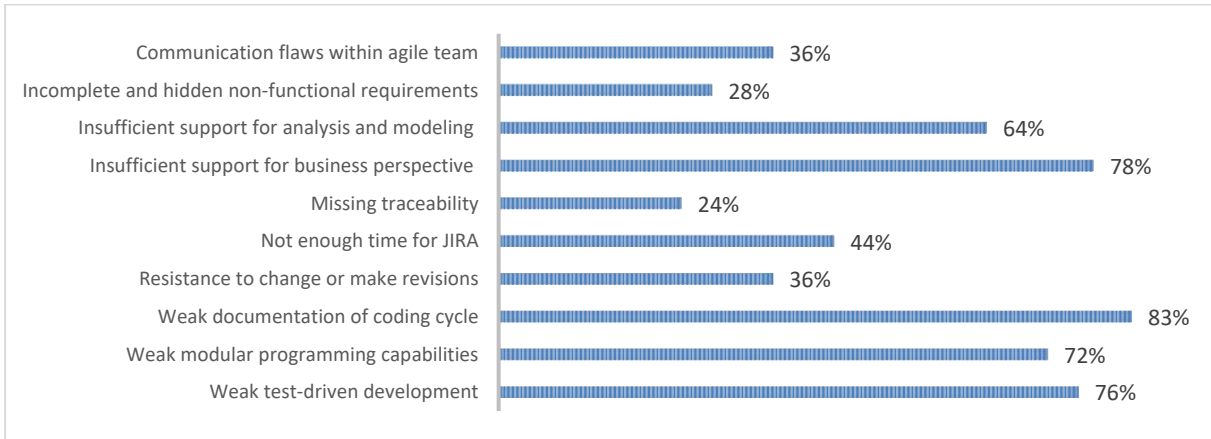 Communication flaws within agile team 36%
Incomplete and hidden non-functional requirements 28%
Insufficient support for analysis and modeling 64%
Insufficient support for business perspective 78%
Missing traceability 24%
Not enough time for JIRA 44%
Resistance to change or make revisions 36%
Weak documentation of coding cycle 83%
Weak modular programming capabilities 72%
Weak test-driven development 76%